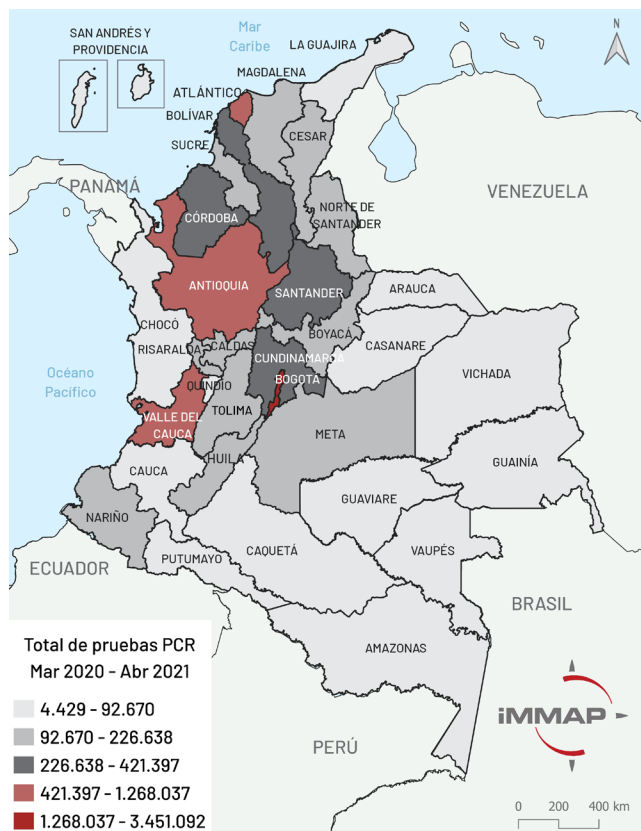 N
SAN ANDRÉS Y
PROVIDENCIA
Mar
Caribe
LA GUAJIRA
MAGDALENA
ATLÁNTICO
BOLÍVAR
CESAR
SUCRE
PANAMÁ
VENEZUELA
NORTE DE
SANTANDER
CÓRDOBA
ANTIOQUIA
SANTANDER
ARAUCA
CHOCÓ
BOYACÁ
RISARALDA
CALDAS
CASANARE
CUNDINAMARCA
Océano
Pacífico
BOGOTÁ
VICHADA
QUINDÍO
TOLIMA
VALLE DEL
CAUCA
META
HUILA
GUAINÍA
CAUCA
GUAVIARE
NARIÑO
CAQUETÁ
VAUPÉS
PUTUMAYO
ECUADOR
BRASIL
AMAZONAS
PERÚ
Total de pruebas PCR
Mar 2020 - Abr 2021
4.429 - 92.670
92.670 - 226.638
226.638 - 421.397
421.397 - 1.268.037
1.268.037 - 3.451.092
iMMAP
0 200 400 km